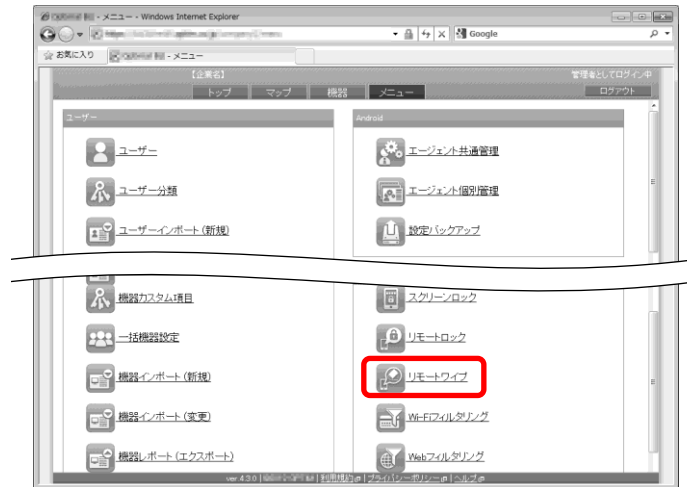 - メニュー - Windows Internet Explorer
Google
お気に入り
- メニュー
【企業名】
管理者としてログイン中
トップ
マップ
機器
メニュー
ログアウト
ユーザー
ユーザー
ユーザー分類
ユーザーインポート(新規)
機器カスタム項目
一括機器設定
機器インポート(新規)
機器インポート(変更)
機器レポート(エクスポート)
Android
エージェント共通管理
エージェント個別管理
設定バックアップ
スクリーンロック
リモートロック
リモートワイプ
Wi-Fiフィルタリング
Webフィルタリング
ver 4.3.0 | | 利用規約 | プライバシーポリシー | ヘルプ